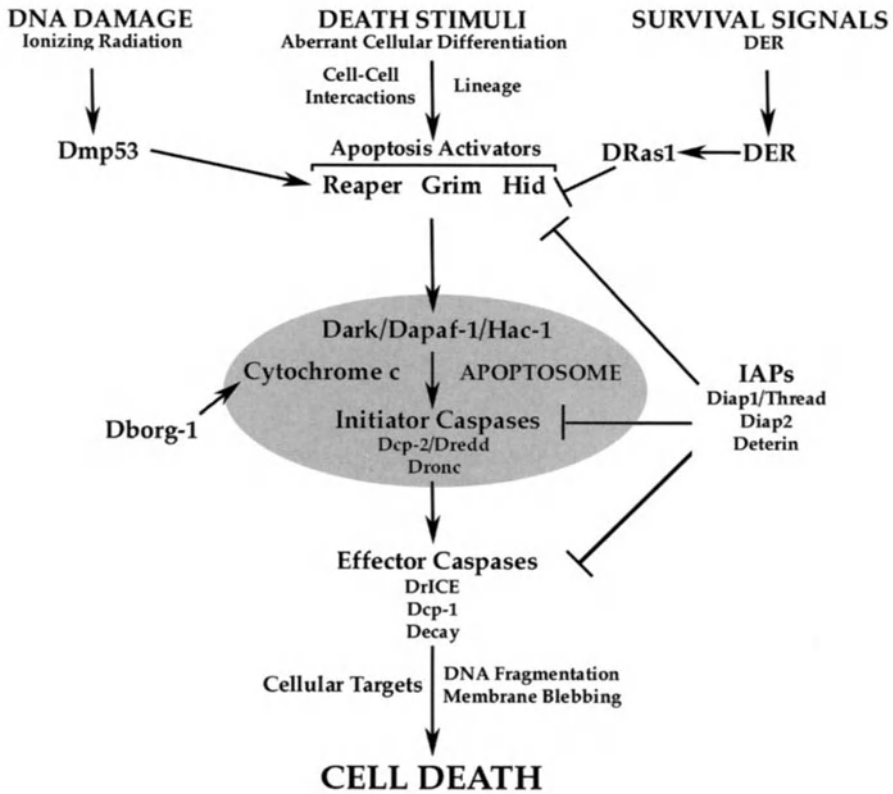 DNA DAMAGE
Ionizing Radiation
DEATH STIMULI
Aberrant Cellular Differentiation
SURVIVAL SIGNALS
DER
Cell-Cell
Intercactions
Lineage
Dmp53
Apoptosis Activators
DRas1
DER
Reaper Grim Hid
Dark/Dapaf-1/Hac-1
Cytochrome c
APOPTOSOME
Dborg-1
Initiator Caspases
Dcp-2/Dredd
Dronc
IAPs
Diap1/Thread
Diap2
Deterin
Effector Caspases
DrICE
Dcp-1
Decay
Cellular Targets
DNA Fragmentation
Membrane Blebbing
CELL DEATH